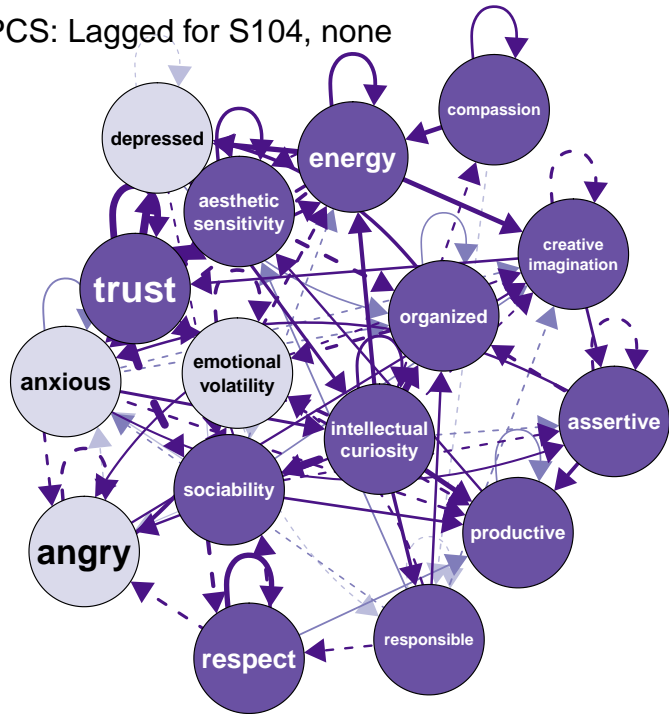 PCS: Lagged for S104, none
compassion
depressed
energy
aesthetic
sensitivity
creative
imagination
trust
organized
emotional
volatility
anxious
assertive
intellectual
curiosity
sociability
productive
angry
responsible
respect